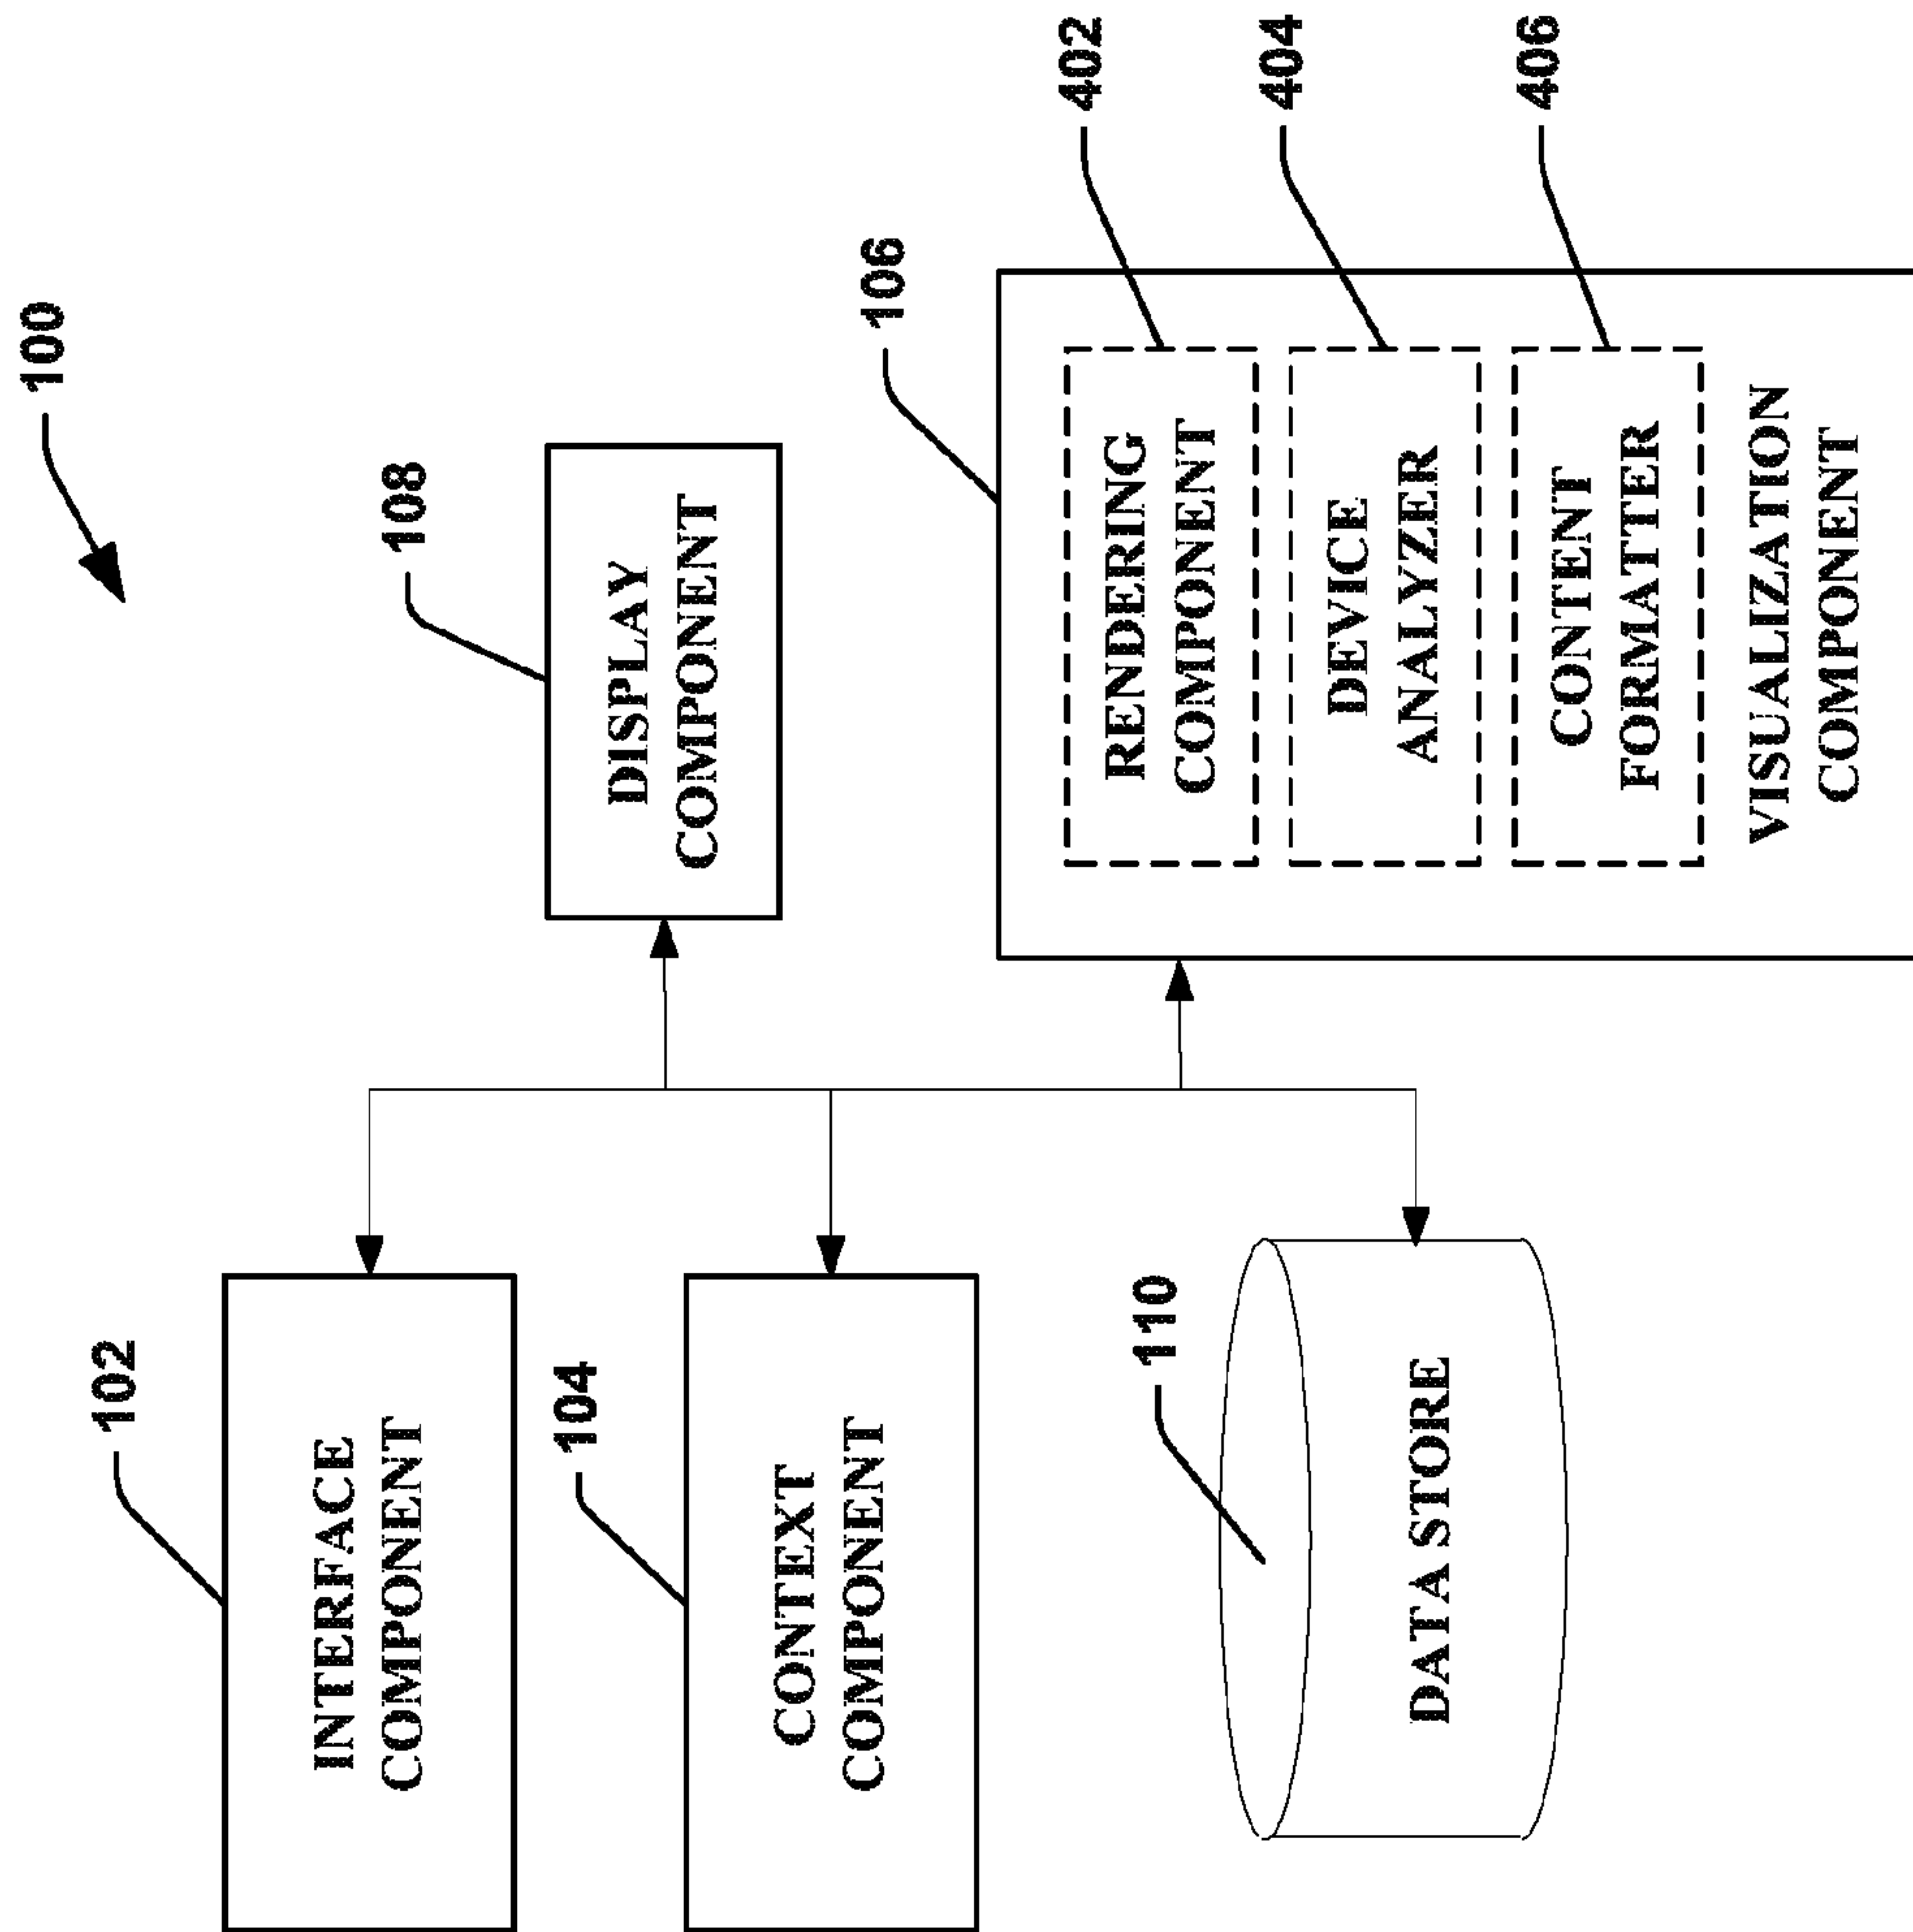 100
102
INTERFACE
COMPONENT
108
DISPLAY
COMPONENT
104
CONTEXT
COMPONENT
106
RENDERING
COMPONENT
402
DEVICE
ANALYZER
404
CONTENT
FORMATTER
406
VISUALIZATION
COMPONENT
110
DATA STORE